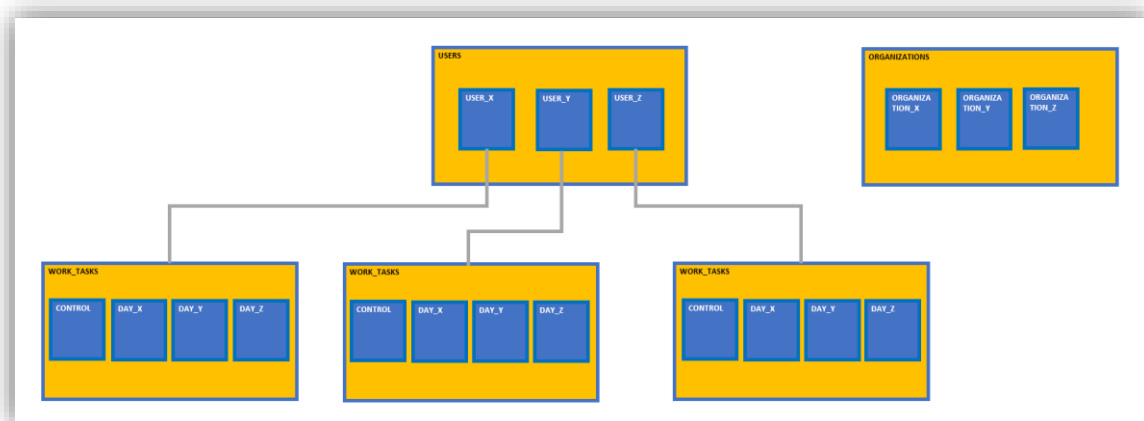 USERS
USER_X
USER_Y
USER_Z
ORGANIZATIONS
ORGANIZA
TION_X
ORGANIZA
TION_Y
ORGANIZA
TION_Z
WORK_TASKS
CONTROL
DAY_X
DAY_Y
DAY_Z
WORK_TASKS
CONTROL
DAY_X
DAY_Y
DAY_Z
WORK_TASKS
CONTROL
DAY_X
DAY_Y
DAY_Z